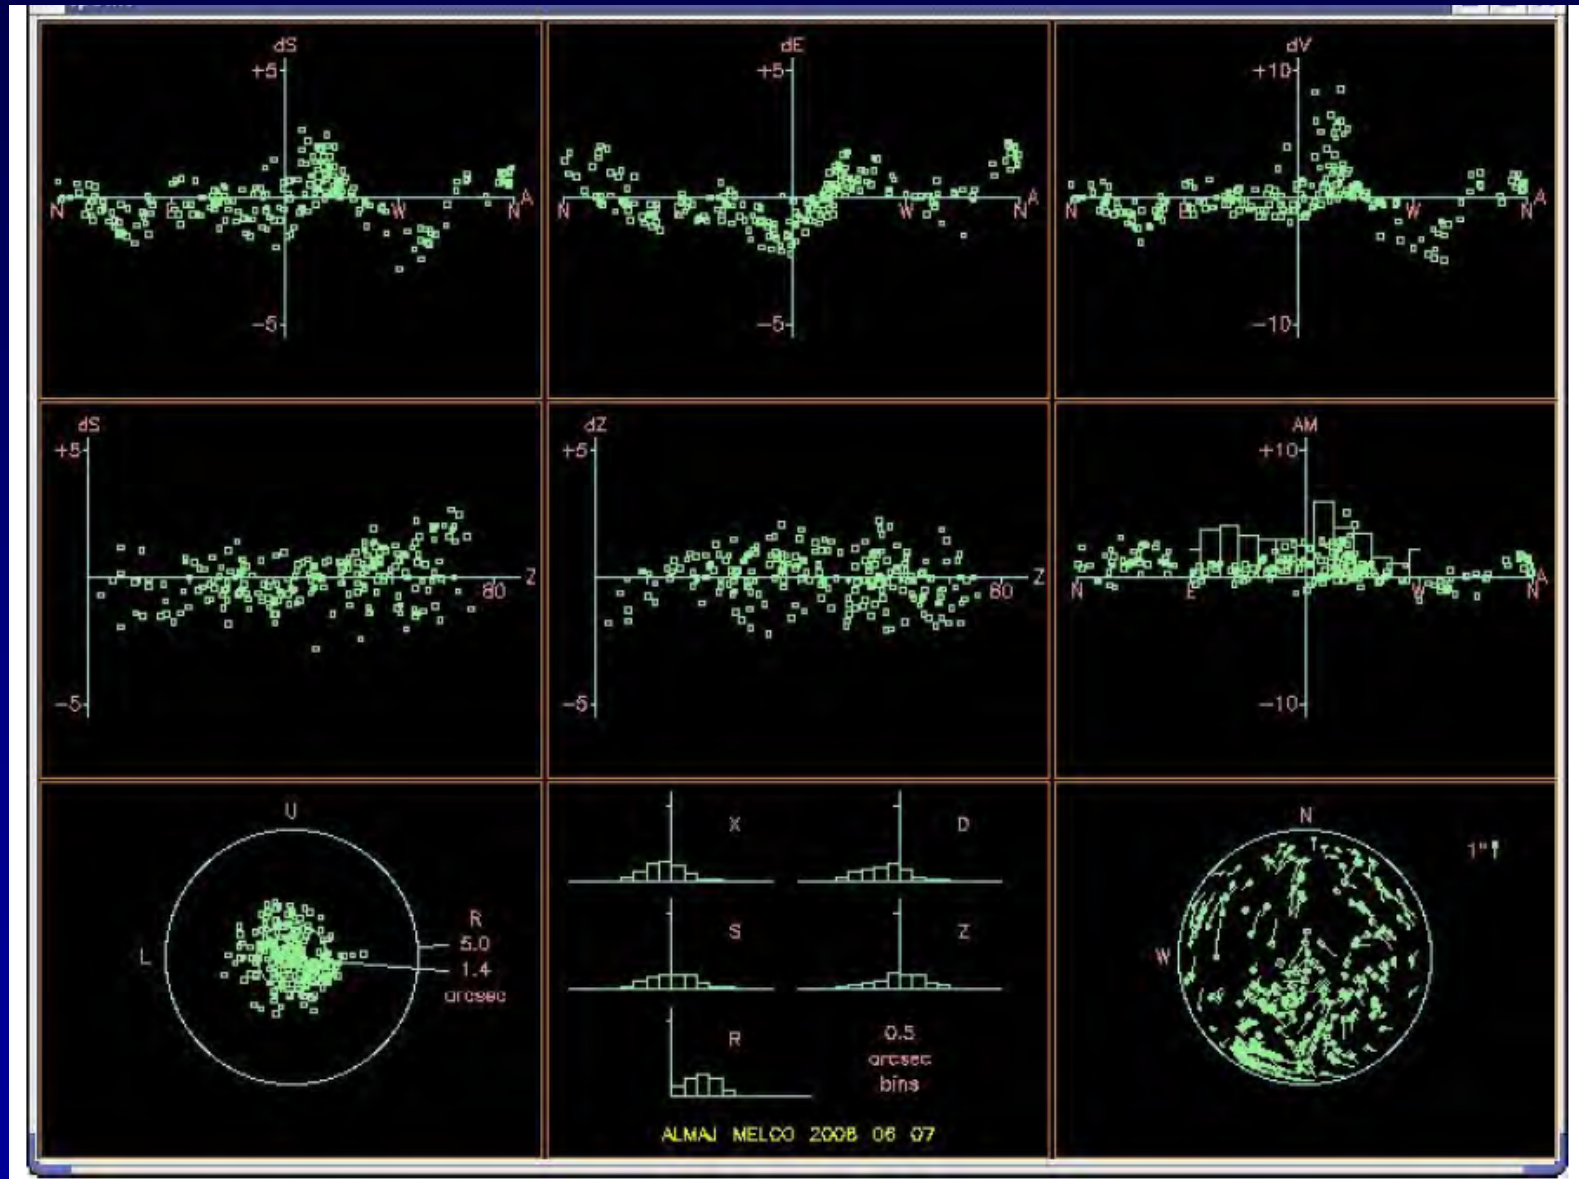 dS
+5
N E W N A
-5
dE
+5
N E W N A
-5
dV
+10
N E W N A
-10
dS
+5
Z
80
-5
dZ
+5
Z
80
-5
AM
+10
N E W N A
-10
U
L
R
5.0
1.4
arcsec
X D
S Z
R
0.5
arcsec
bins
ALMAJ MELCO 2008 06 07
N
1"
W